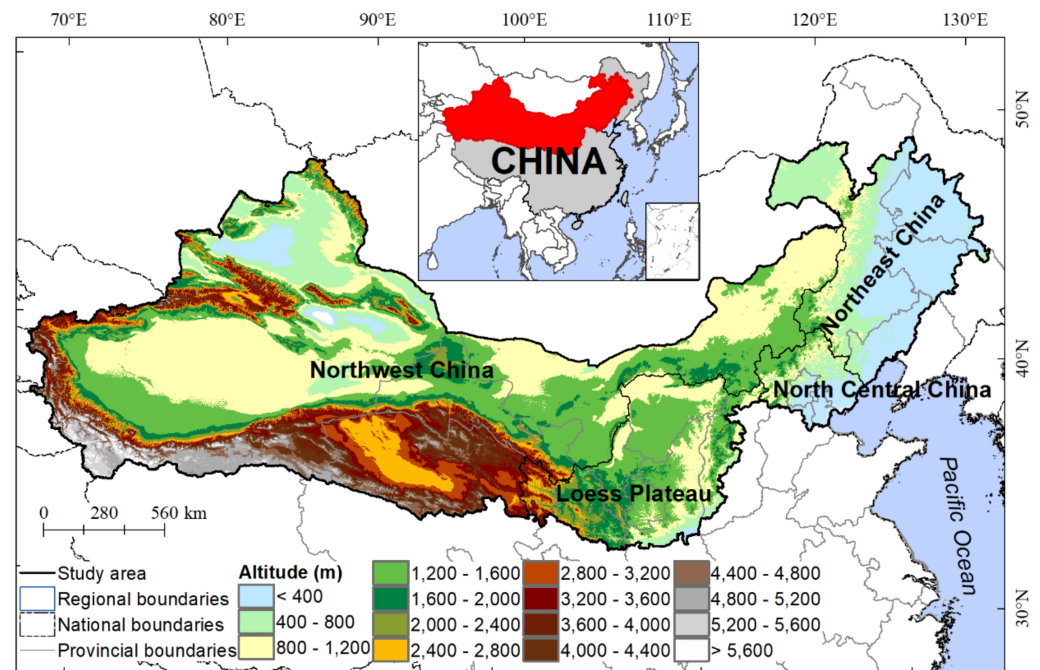 70°E 80°E 90°E 100°E 110°E 120°E 130°E
50°N
40°N
30°N
CHINA
Northeast China
Northwest China
North Central China
Loess Plateau
Pacific Ocean
0 280 560 km
Study area
Regional boundaries
National boundaries
Provincial boundaries
Altitude (m)
< 400
400 - 800
800 - 1,200
1,200 - 1,600
1,600 - 2,000
2,000 - 2,400
2,400 - 2,800
2,800 - 3,200
3,200 - 3,600
3,600 - 4,000
4,000 - 4,400
4,400 - 4,800
4,800 - 5,200
5,200 - 5,600
> 5,600